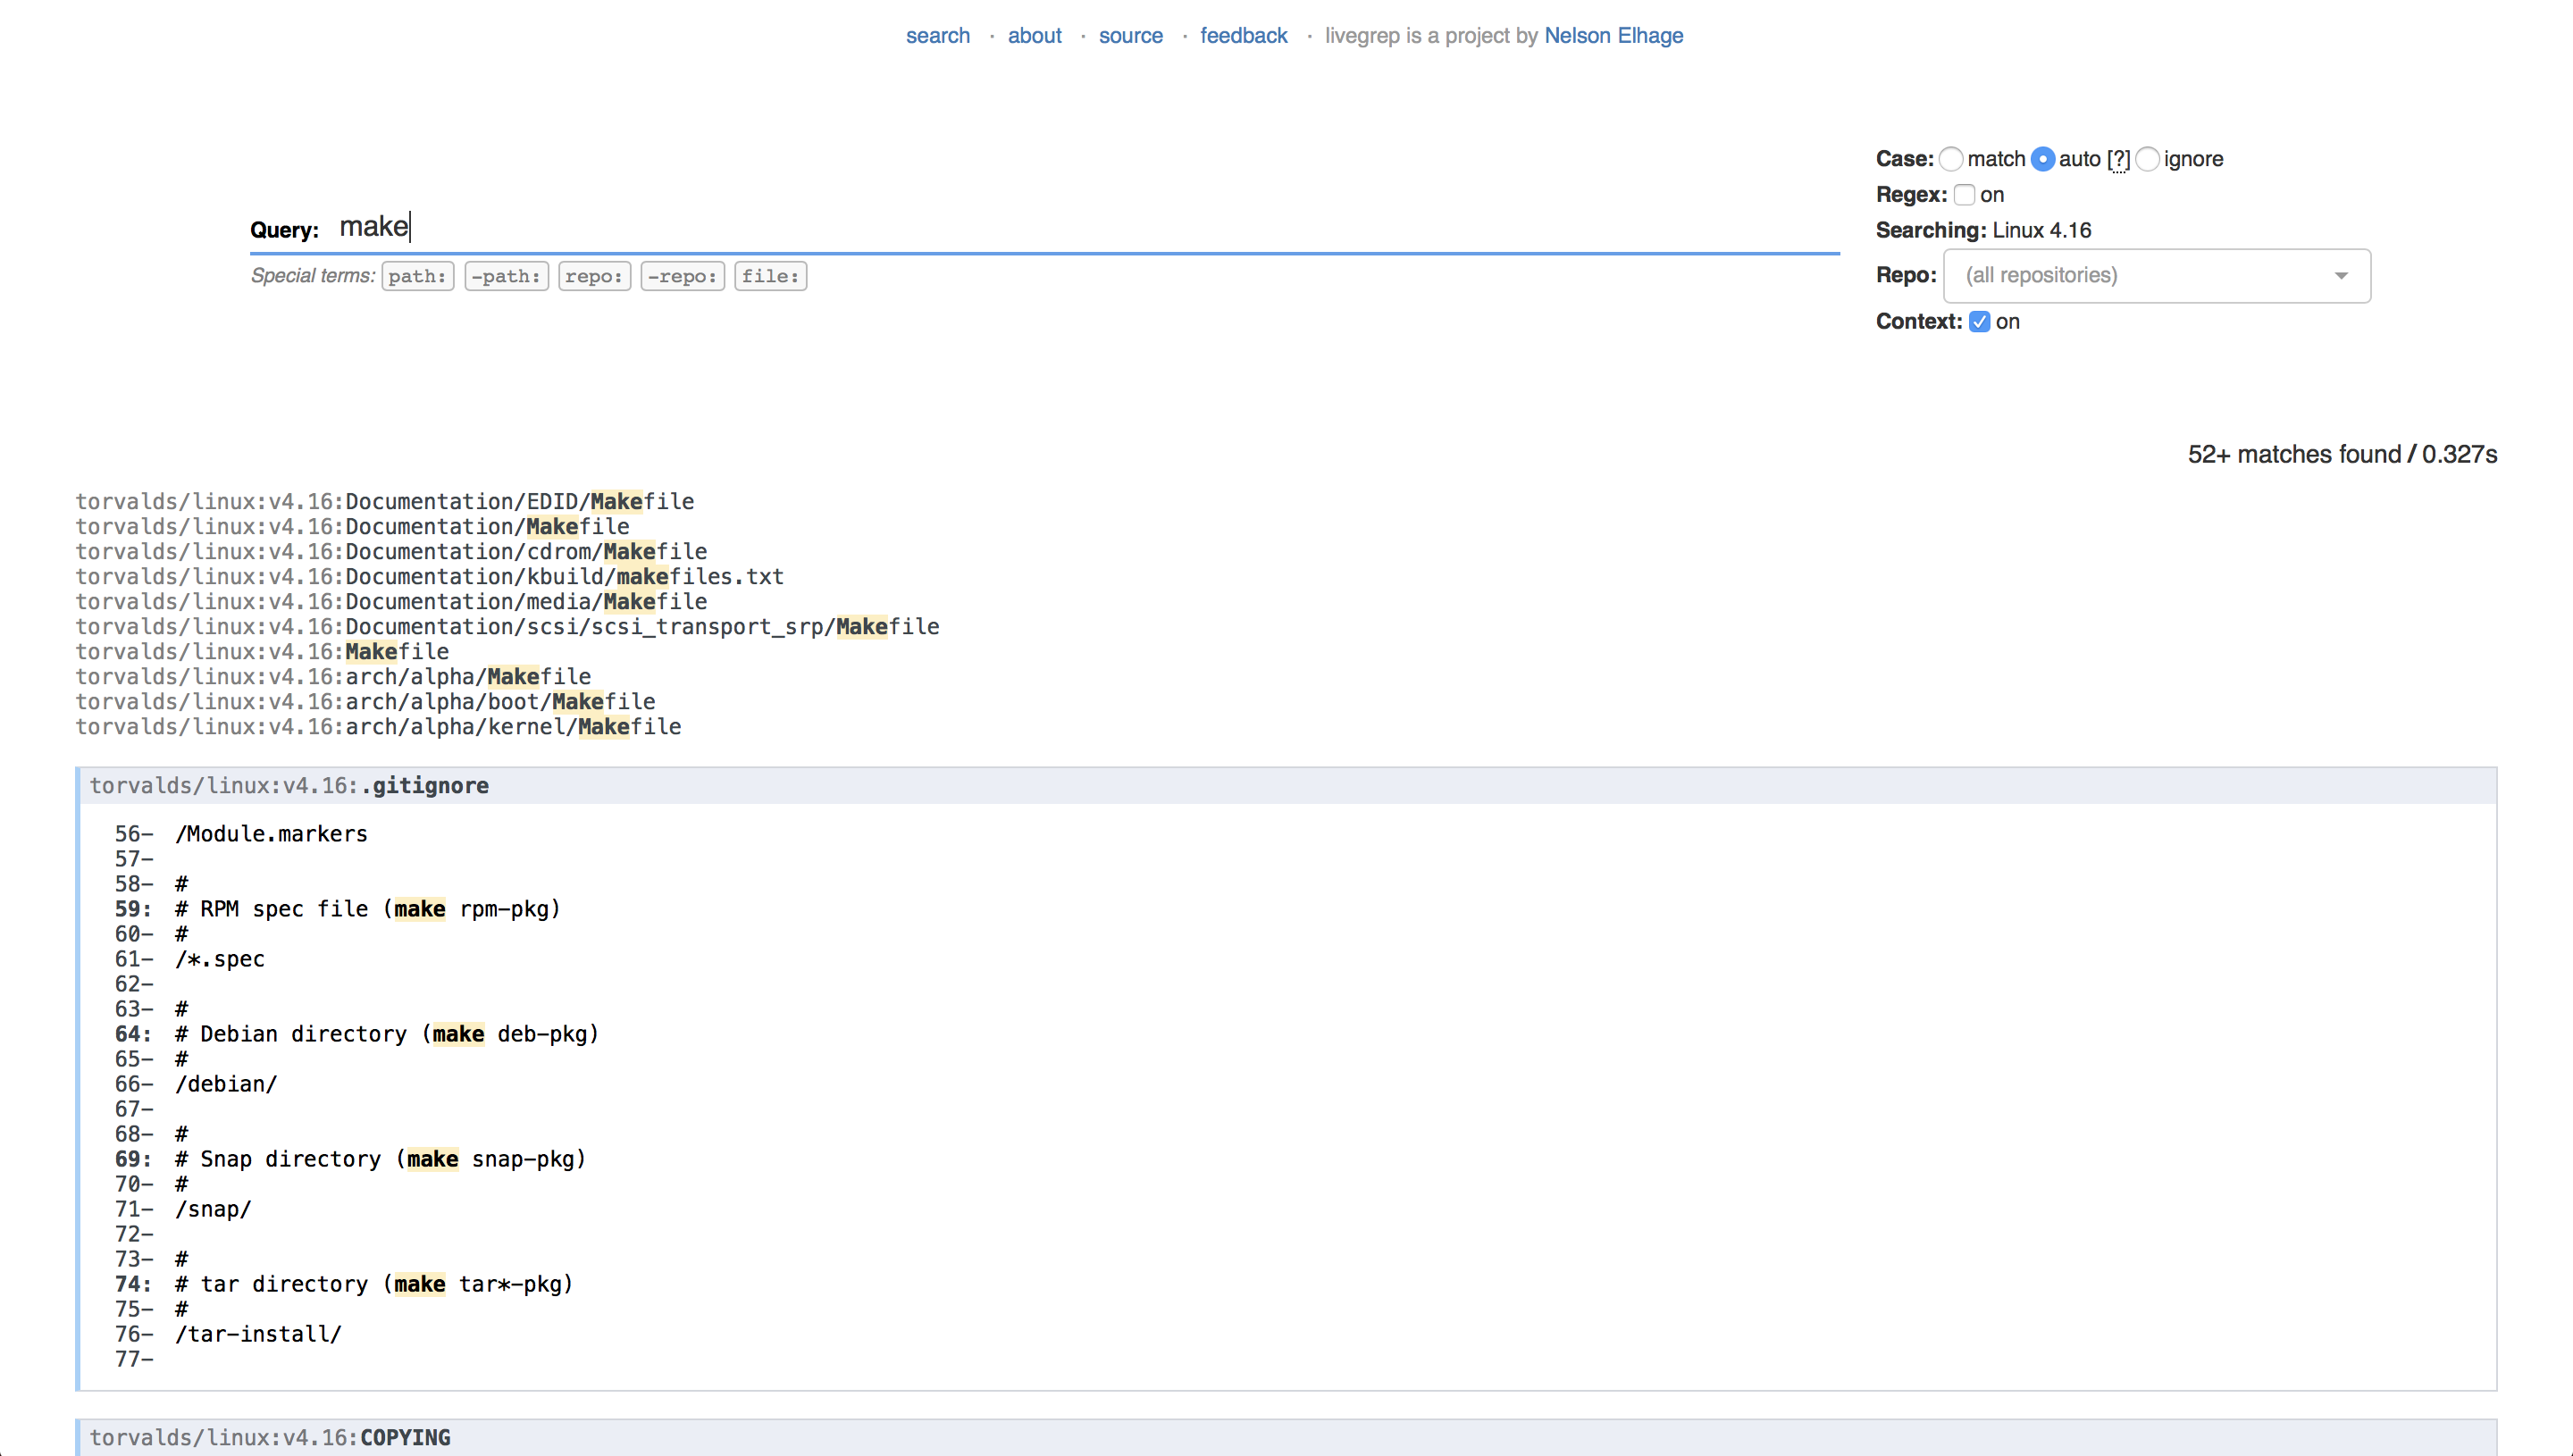 search · about · source · feedback · livegrep is a project by Nelson Elhage
Case: match auto [?] ignore
Regex: on
Query: make
Searching: Linux 4.16
Special terms: path: -path: repo: -repo: file:
Repo: (all repositories)
Context: on
52+ matches found / 0.327s
torvalds/linux:v4.16:Documentation/EDID/Makefile
torvalds/linux:v4.16:Documentation/Makefile
torvalds/linux:v4.16:Documentation/cdrom/Makefile
torvalds/linux:v4.16:Documentation/kbuild/makefiles.txt
torvalds/linux:v4.16:Documentation/media/Makefile
torvalds/linux:v4.16:Documentation/scsi/scsi_transport_srp/Makefile
torvalds/linux:v4.16:Makefile
torvalds/linux:v4.16:arch/alpha/Makefile
torvalds/linux:v4.16:arch/alpha/boot/Makefile
torvalds/linux:v4.16:arch/alpha/kernel/Makefile
torvalds/linux:v4.16:.gitignore
56- /Module.markers
57-
58- #
59: # RPM spec file (make rpm-pkg)
60- #
61- /*.spec
62-
63- #
64: # Debian directory (make deb-pkg)
65- #
66- /debian/
67-
68- #
69: # Snap directory (make snap-pkg)
70- #
71- /snap/
72-
73- #
74: # tar directory (make tar*-pkg)
75- #
76- /tar-install/
77-
torvalds/linux:v4.16:COPYING